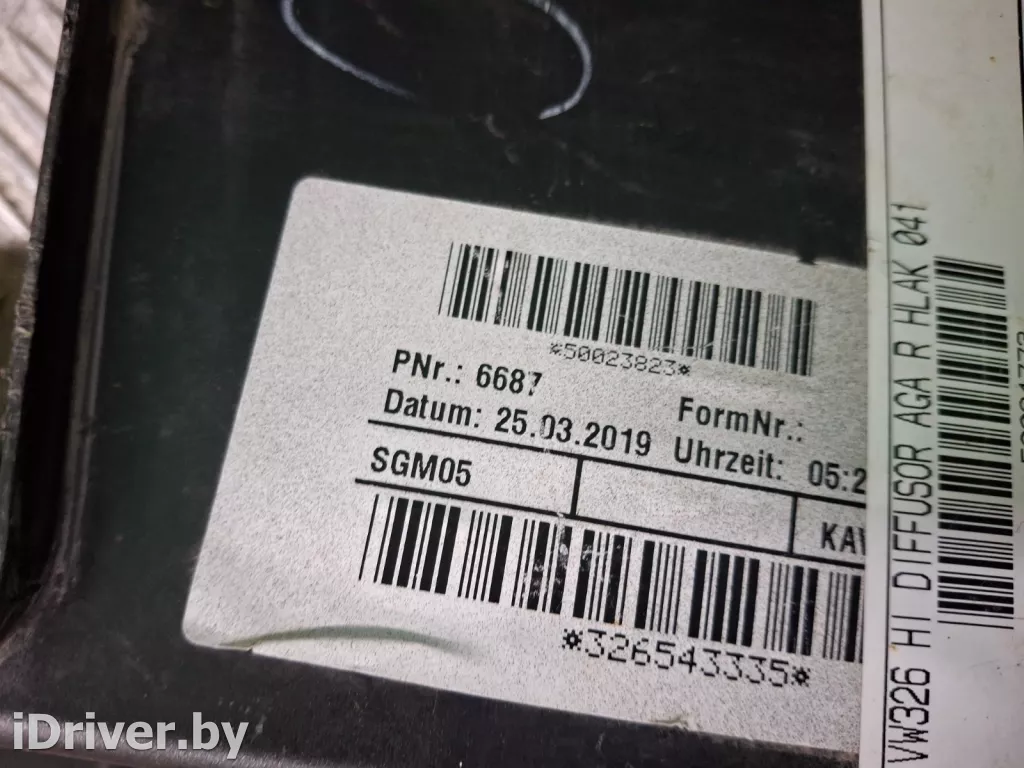 *50023823*
PNr.: 6687
FormNr.:
Datum: 25.03.2019
Uhrzeit: 05:2
SGM05
KAV
*326543335*
VW326 HI DIFFUSOR AGA R HLAK 041
iDriver.by